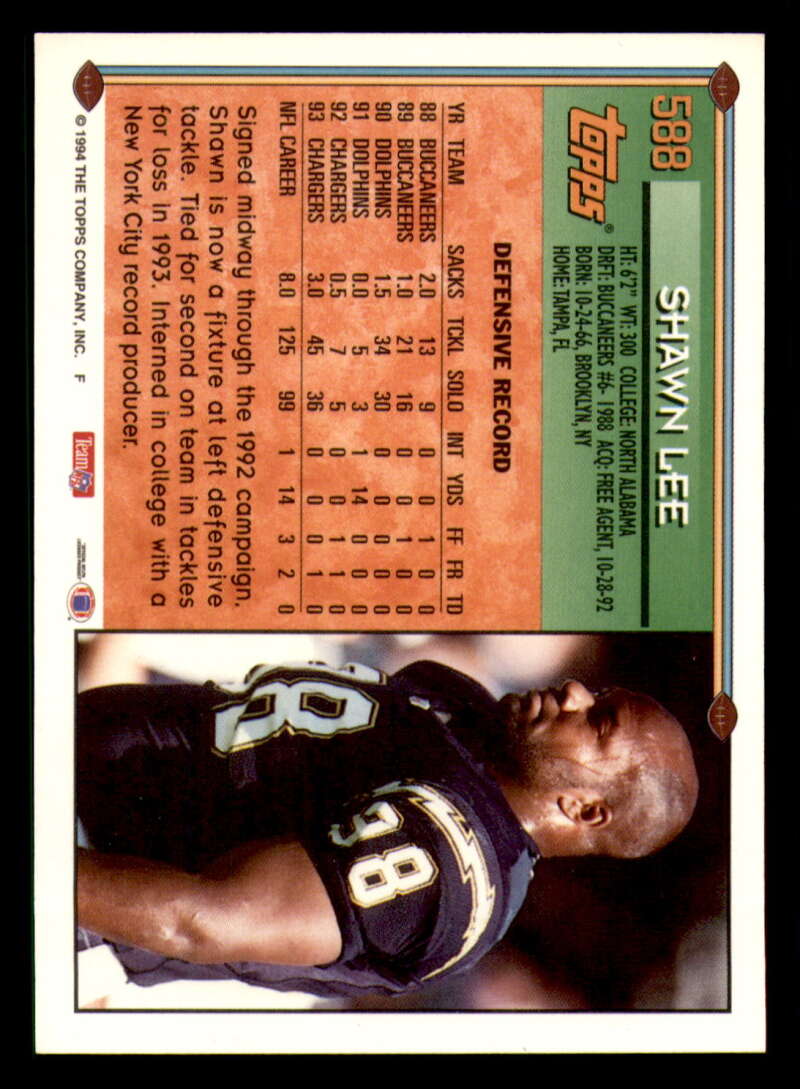 588
SHAWN LEE
topps®
HT: 6'2" WT: 300 COLLEGE: NORTH ALABAMA
DRFT: BUCCANEERS #6-1988 ACQ: FREE AGENT, 10-28-92
BORN: 10-24-66, BROOKLYN, NY
HOME: TAMPA, FL
DEFENSIVE RECORD
YR TEAM SACKS TCKL SOLO INT YDS FF FR TD
88 BUCCANEERS 2.0 13 9 0 0 1 0 0
89 BUCCANEERS 1.0 21 16 0 0 1 0 0
90 DOLPHINS 1.5 34 30 0 0 0 0 0
91 DOLPHINS 0.0 5 3 1 14 0 0 0
92 CHARGERS 0.5 7 5 0 0 1 1 0
93 CHARGERS 3.0 45 36 0 0 0 1 0
NFL CAREER 8.0 125 99 1 14 3 2 0
Signed midway through the 1992 campaign,
Shawn is now a fixture at left defensive
tackle. Tied for second on team in tackles
for loss in 1993. Interned in college with a
New York City record producer.
© 1994 THE TOPPS COMPANY, INC. F
Team NFL
98
98